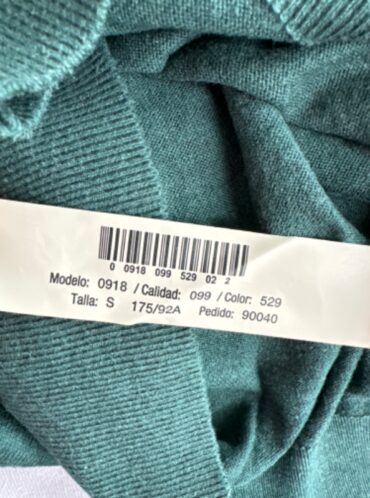 0 0918 099 529 02 2
Modelo: 0918 / Calidad: 099 / Color: 529
Talla: S 175/92A Pedido: 90040